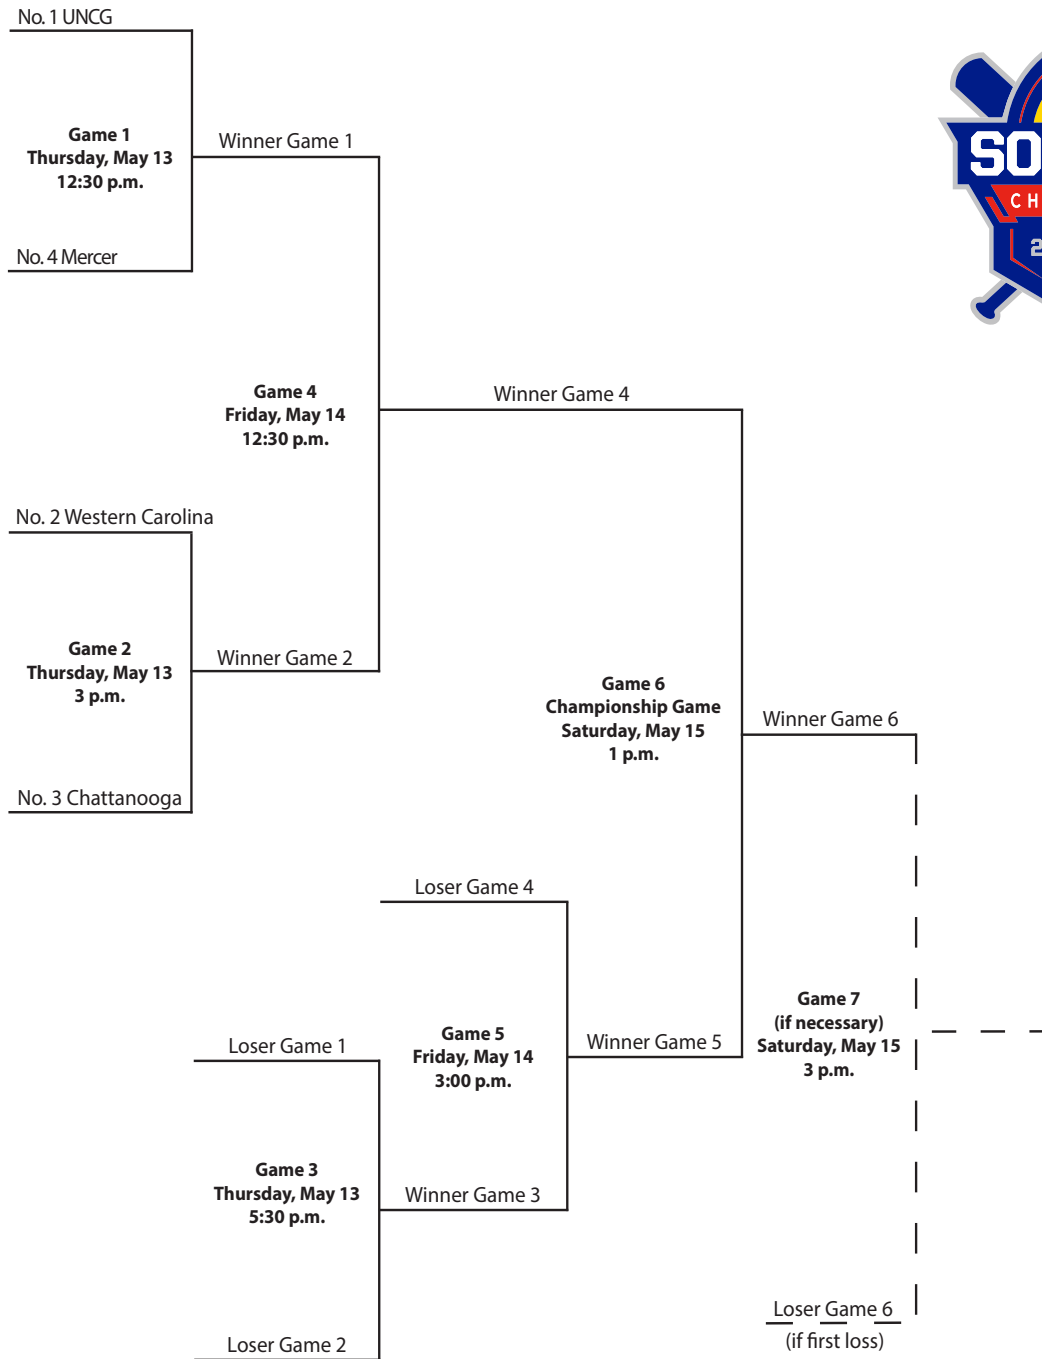 No. 1 UNCG
Game 1
Thursday, May 13
12:30 p.m.
Winner Game 1
No. 4 Mercer
SO
CH
2
Game 4
Friday, May 14
12:30 p.m.
Winner Game 4
No. 2 Western Carolina
Game 2
Thursday, May 13
3 p.m.
Winner Game 2
No. 3 Chattanooga
Game 6
Championship Game
Saturday, May 15
1 p.m.
Winner Game 6
Loser Game 4
Game 5
Friday, May 14
3:00 p.m.
Winner Game 5
Game 7
(if necessary)
Saturday, May 15
3 p.m.
Loser Game 1
Game 3
Thursday, May 13
5:30 p.m.
Winner Game 3
Loser Game 2
Loser Game 6
(if first loss)